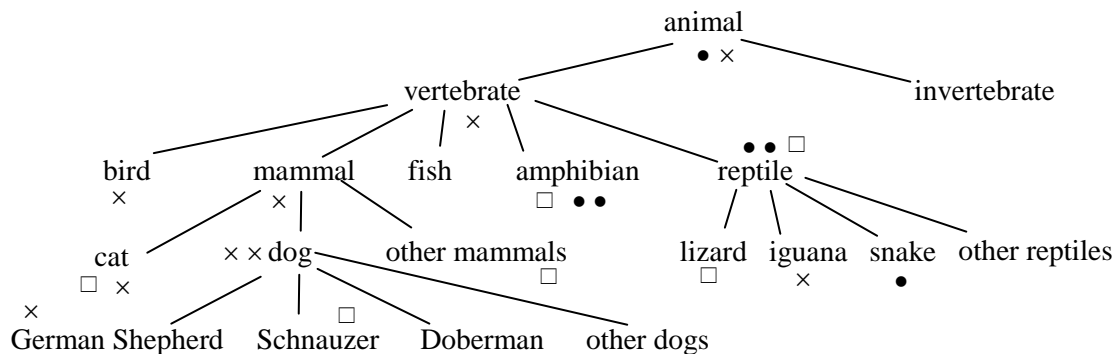 animal
● ×
vertebrate invertebrate
×
● ● □
bird mammal fish amphibian reptile
× × □ ● ●
cat × × dog other mammals lizard iguana snake other reptiles
□ × □ □ × ●
× □
German Shepherd Schnauzer Doberman other dogs